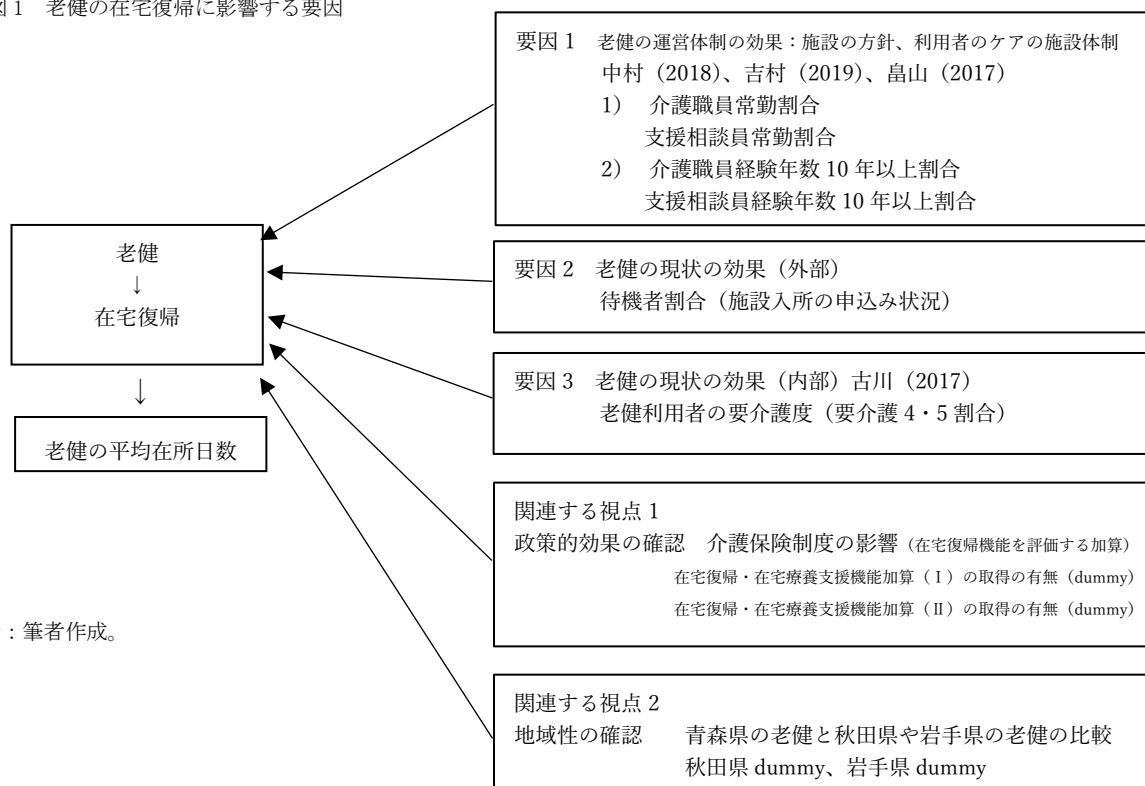 図1 老健の在宅復帰に影響する要因
要因1 老健の運営体制の効果：施設の方針、利用者のケアの施設体制
中村（2018）、吉村（2019）、畠山（2017）
1） 介護職員常勤割合
支援相談員常勤割合
2） 介護職員経験年数 10 年以上割合
支援相談員経験年数 10 年以上割合
老健
↓
在宅復帰
↓
老健の平均在所日数
要因2 老健の現状の効果（外部）
待機者割合（施設入所の申込み状況）
要因3 老健の現状の効果（内部）古川（2017）
老健利用者の要介護度（要介護 4・5 割合）
関連する視点 1
政策的効果の確認 介護保険制度の影響（在宅復帰機能を評価する加算）
在宅復帰・在宅療養支援機能加算（Ⅰ）の取得の有無（dummy）
在宅復帰・在宅療養支援機能加算（Ⅱ）の取得の有無（dummy）
：筆者作成。
関連する視点 2
地域性の確認 青森県の老健と秋田県や岩手県の老健の比較
秋田県 dummy、岩手県 dummy